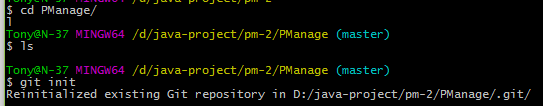 $ cd PManage/
l
Tony@N-37 MINGW64 /d/java-project/pm-2/PManage (master)
$ ls
Tony@N-37 MINGW64 /d/java-project/pm-2/PManage (master)
$ git init
Reinitialized existing Git repository in D:/java-project/pm-2/PManage/.git/